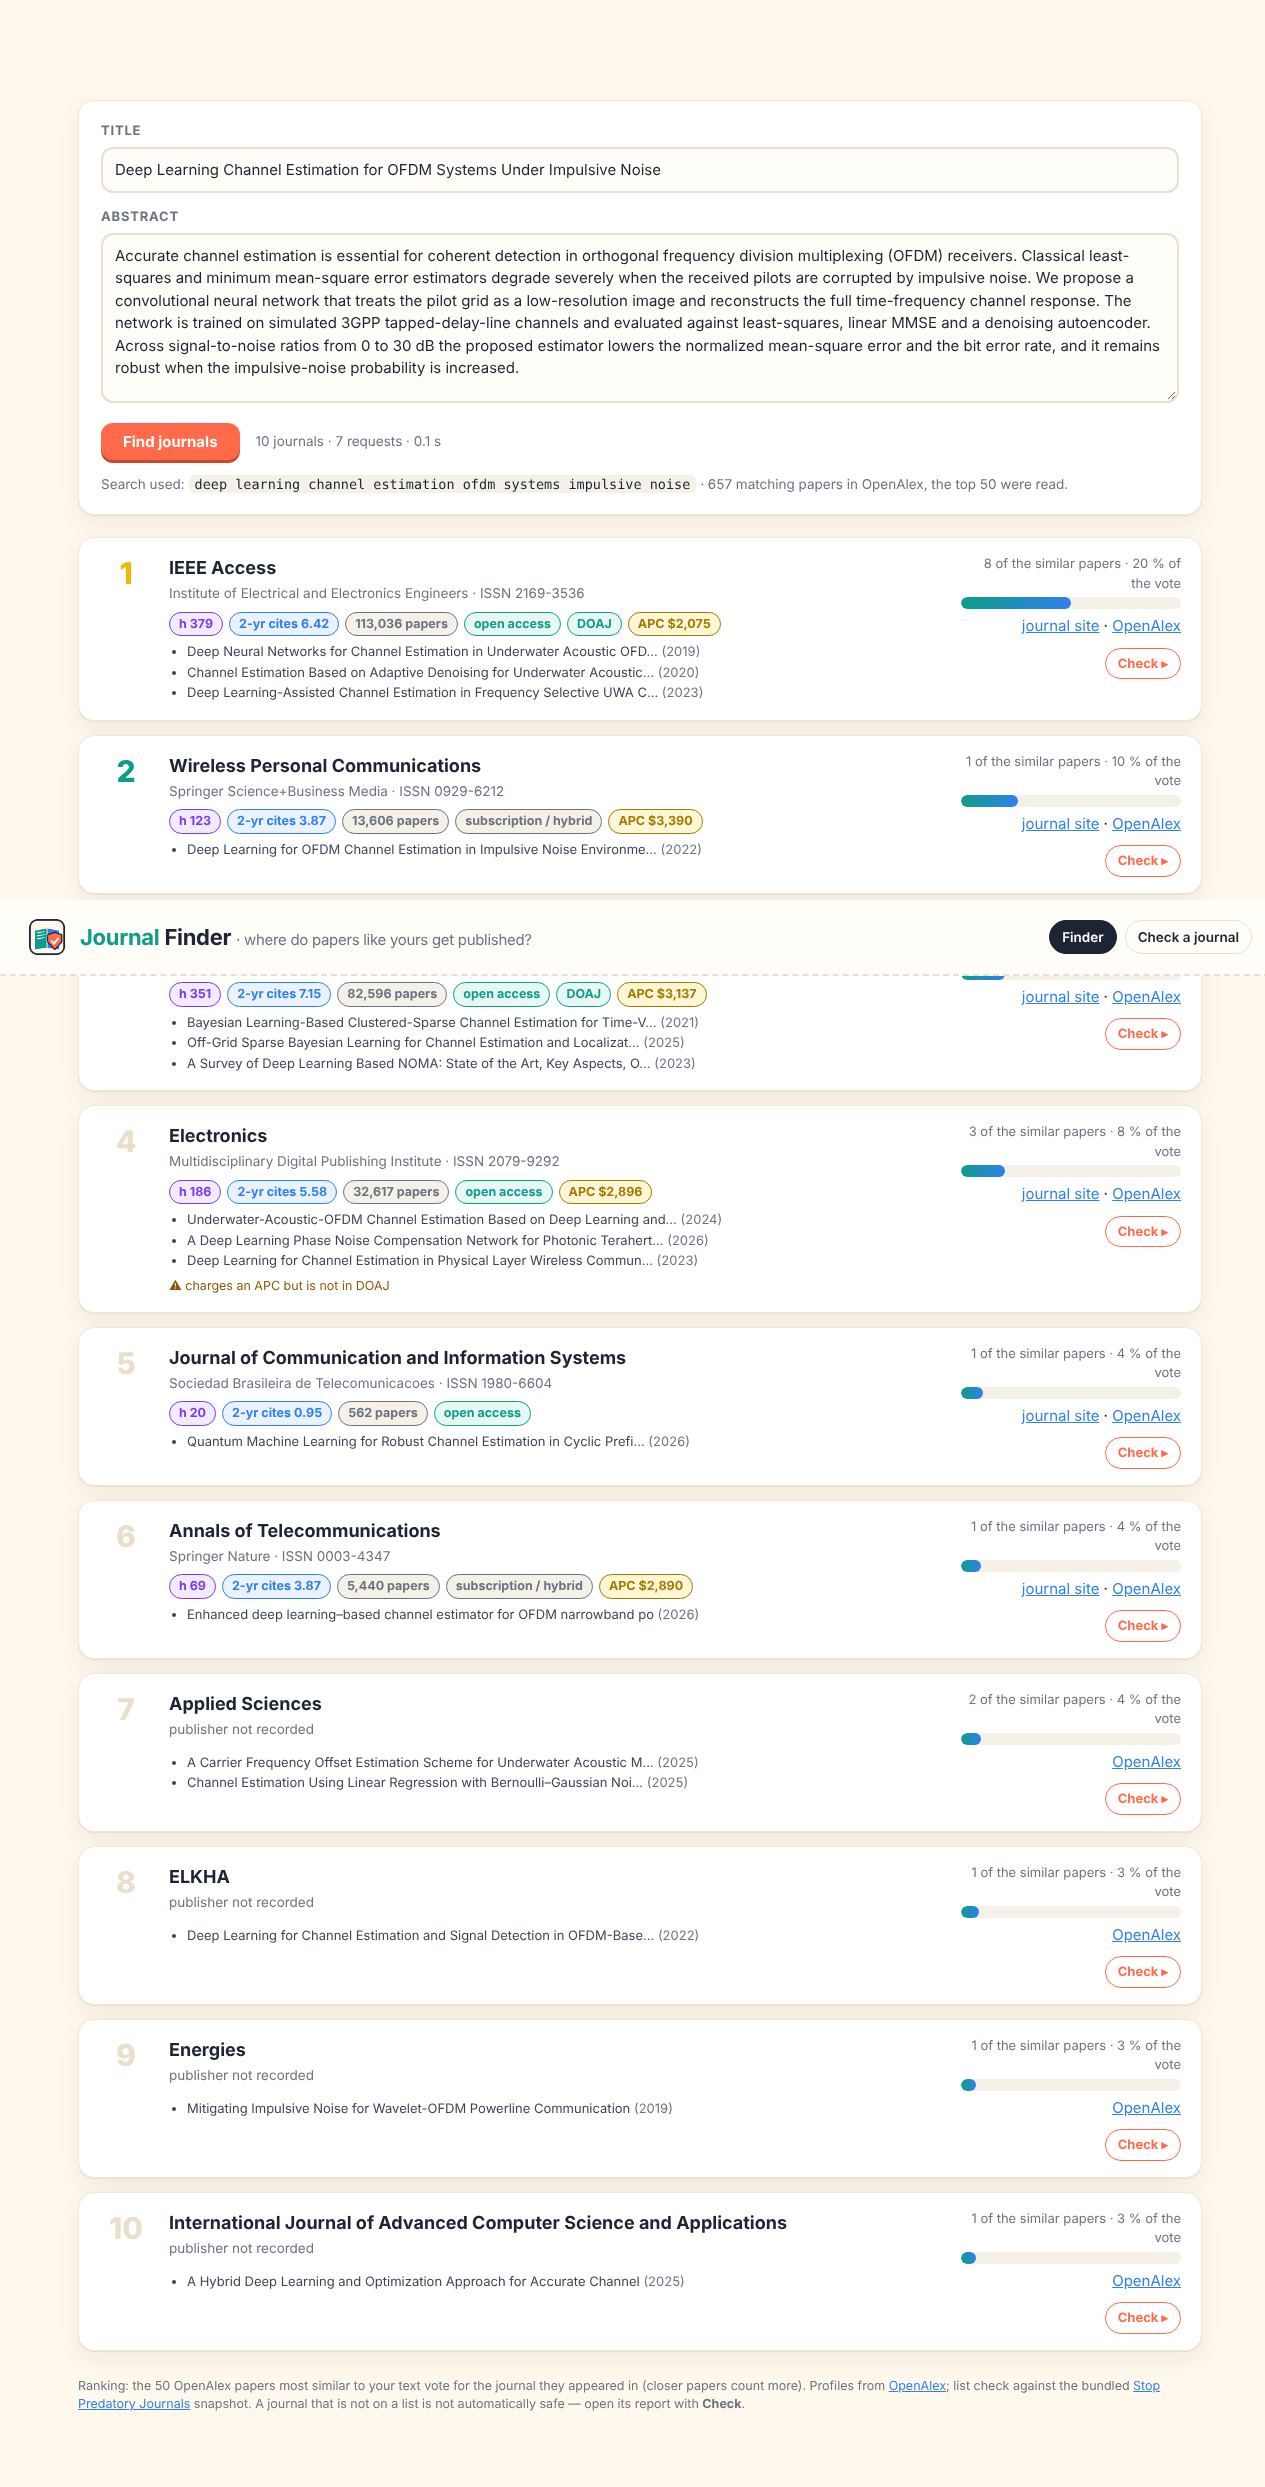 TITLE
Deep Learning Channel Estimation for OFDM Systems Under Impulsive Noise
ABSTRACT
Accurate channel estimation is essential for coherent detection in orthogonal frequency division multiplexing (OFDM) receivers. Classical least-
squares and minimum mean-square error estimators degrade severely when the received pilots are corrupted by impulsive noise. We propose a
convolutional neural network that treats the pilot grid as a low-resolution image and reconstructs the full time-frequency channel response. The
network is trained on simulated 3GPP tapped-delay-line channels and evaluated against least-squares, linear MMSE and a denoising autoencoder.
Across signal-to-noise ratios from 0 to 30 dB the proposed estimator lowers the normalized mean-square error and the bit error rate, and it remains
robust when the impulsive-noise probability is increased.
Find journals 10 journals · 7 requests · 0.1 s
Search used: deep learning channel estimation ofdm systems impulsive noise · 657 matching papers in OpenAlex, the top 50 were read.
1
IEEE Access
Institute of Electrical and Electronics Engineers · ISSN 2169-3536
h 379 2-yr cites 6.42 113,036 papers open access DOAJ APC $2,075
• Deep Neural Networks for Channel Estimation in Underwater Acoustic OFD... (2019)
• Channel Estimation Based on Adaptive Denoising for Underwater Acoustic... (2020)
• Deep Learning-Assisted Channel Estimation in Frequency Selective UWA C... (2023)
8 of the similar papers · 20 % of
the vote
journal site · OpenAlex
Check ▸
2
Wireless Personal Communications
Springer Science+Business Media · ISSN 0929-6212
h 123 2-yr cites 3.87 13,606 papers subscription / hybrid APC $3,390
• Deep Learning for OFDM Channel Estimation in Impulsive Noise Environme... (2022)
1 of the similar papers · 10 % of the
vote
journal site · OpenAlex
Check ▸
Journal Finder · where do papers like yours get published?
Finder Check a journal
h 351 2-yr cites 7.15 82,596 papers open access DOAJ APC $3,137
• Bayesian Learning-Based Clustered-Sparse Channel Estimation for Time-V... (2021)
• Off-Grid Sparse Bayesian Learning for Channel Estimation and Localizat... (2025)
• A Survey of Deep Learning Based NOMA: State of the Art, Key Aspects, O... (2023)
journal site · OpenAlex
Check ▸
4
Electronics
Multidisciplinary Digital Publishing Institute · ISSN 2079-9292
h 186 2-yr cites 5.58 32,617 papers open access APC $2,896
• Underwater-Acoustic-OFDM Channel Estimation Based on Deep Learning and... (2024)
• A Deep Learning Phase Noise Compensation Network for Photonic Terahert... (2026)
• Deep Learning for Channel Estimation in Physical Layer Wireless Commun... (2023)
⚠ charges an APC but is not in DOAJ
3 of the similar papers · 8 % of the
vote
journal site · OpenAlex
Check ▸
5
Journal of Communication and Information Systems
Sociedad Brasileira de Telecomunicacoes · ISSN 1980-6604
h 20 2-yr cites 0.95 562 papers open access
• Quantum Machine Learning for Robust Channel Estimation in Cyclic Prefi... (2026)
1 of the similar papers · 4 % of the
vote
journal site · OpenAlex
Check ▸
6
Annals of Telecommunications
Springer Nature · ISSN 0003-4347
h 69 2-yr cites 3.87 5,440 papers subscription / hybrid APC $2,890
• Enhanced deep learning–based channel estimator for OFDM narrowband po (2026)
1 of the similar papers · 4 % of the
vote
journal site · OpenAlex
Check ▸
7
Applied Sciences
publisher not recorded
• A Carrier Frequency Offset Estimation Scheme for Underwater Acoustic M... (2025)
• Channel Estimation Using Linear Regression with Bernoulli–Gaussian Noi... (2025)
2 of the similar papers · 4 % of the
vote
OpenAlex
Check ▸
8
ELKHA
publisher not recorded
• Deep Learning for Channel Estimation and Signal Detection in OFDM-Base... (2022)
1 of the similar papers · 3 % of the
vote
OpenAlex
Check ▸
9
Energies
publisher not recorded
• Mitigating Impulsive Noise for Wavelet-OFDM Powerline Communication (2019)
1 of the similar papers · 3 % of the
vote
OpenAlex
Check ▸
10
International Journal of Advanced Computer Science and Applications
publisher not recorded
• A Hybrid Deep Learning and Optimization Approach for Accurate Channel (2025)
1 of the similar papers · 3 % of the
vote
OpenAlex
Check ▸
Ranking: the 50 OpenAlex papers most similar to your text vote for the journal they appeared in (closer papers count more). Profiles from OpenAlex; list check against the bundled Stop
Predatory Journals snapshot. A journal that is not on a list is not automatically safe — open its report with Check.